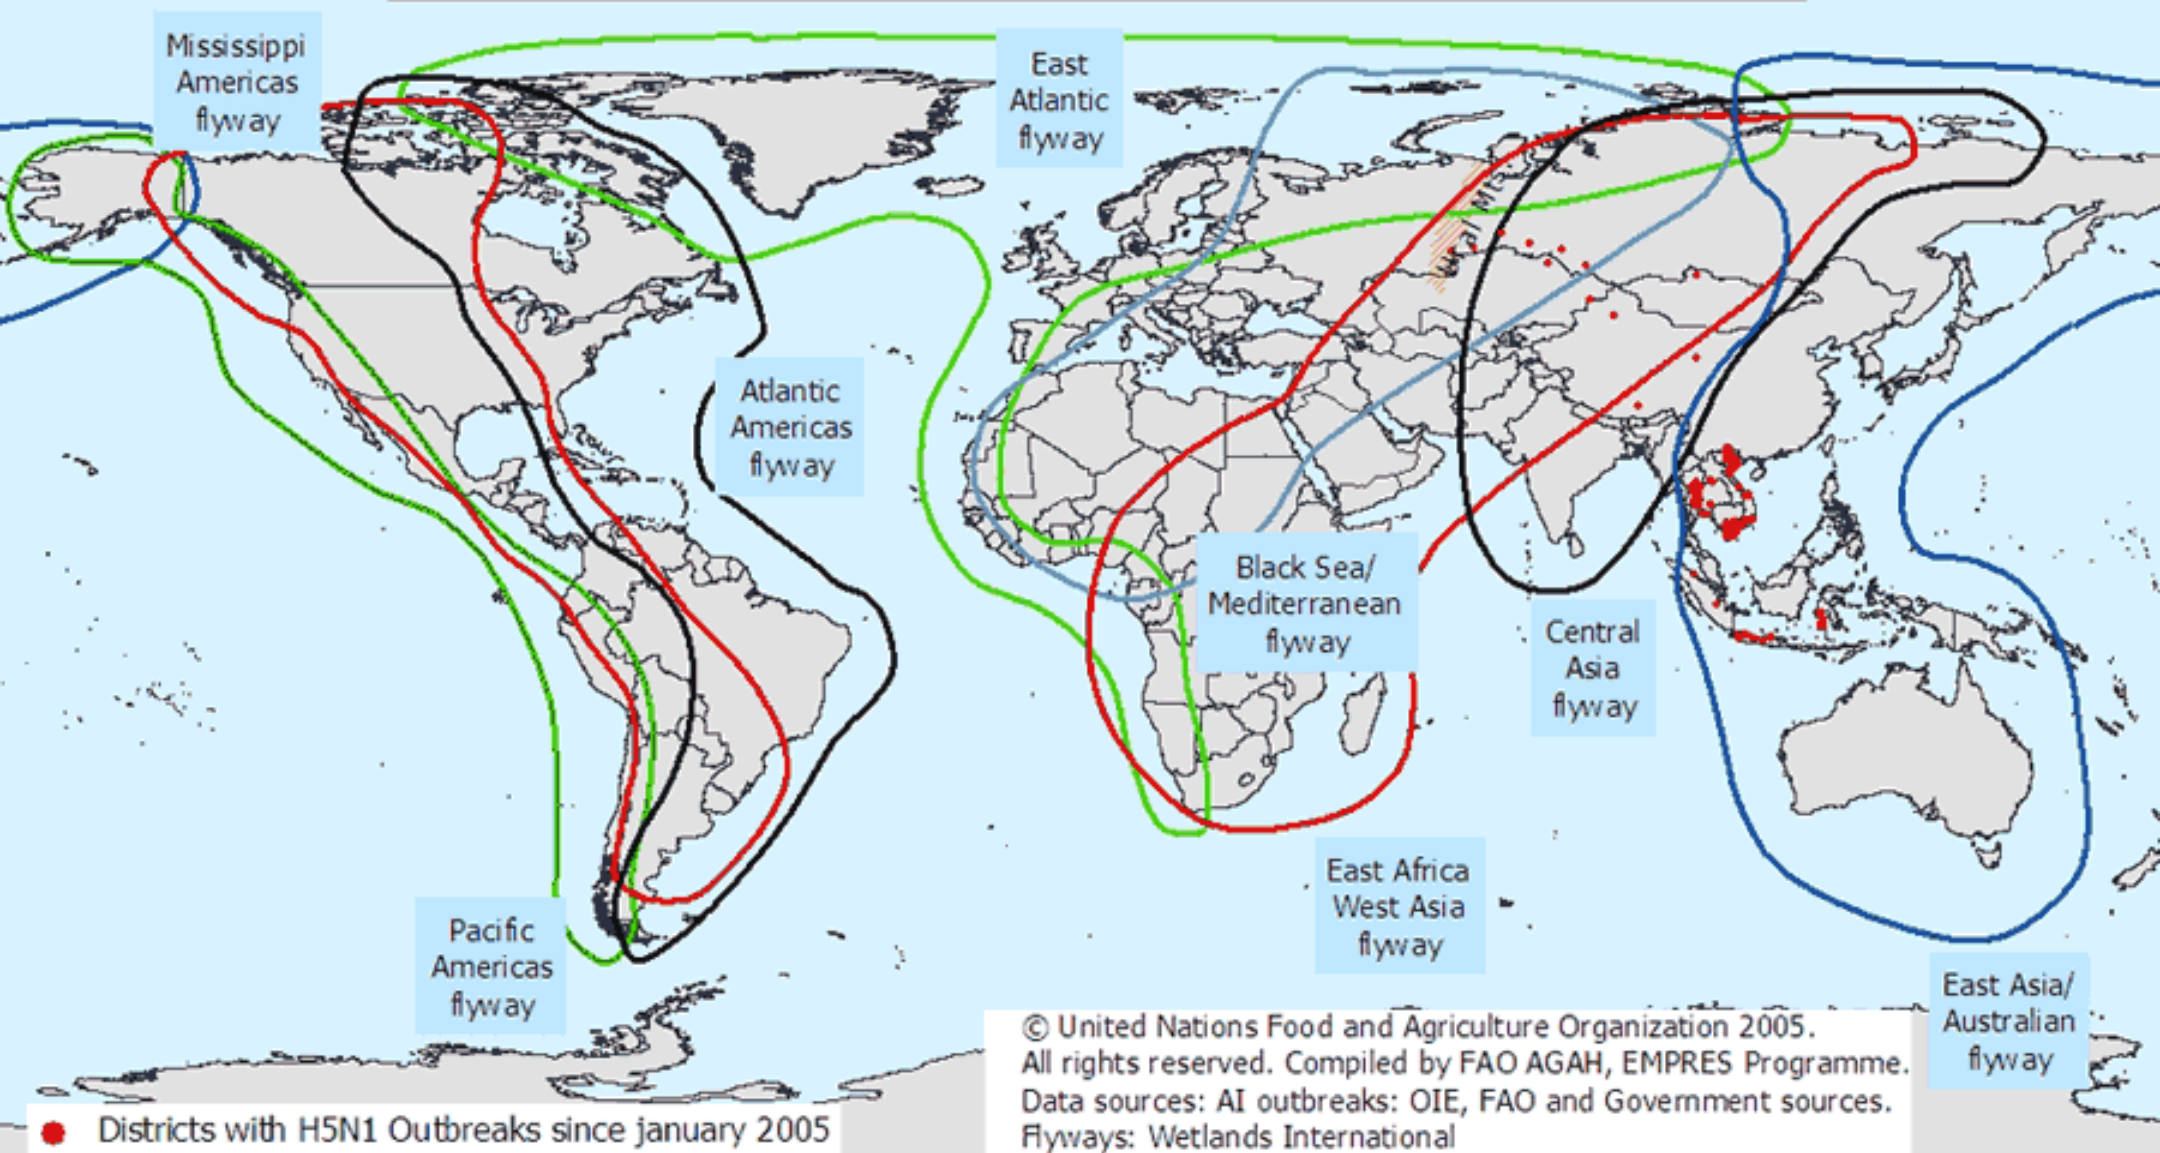 Mississippi
Americas
flyway
East
Atlantic
flyway
Atlantic
Americas
flyway
Black Sea/
Mediterranean
flyway
Central
Asia
flyway
East Africa
West Asia
flyway
Pacific
Americas
flyway
East Asia/
Australian
flyway
© United Nations Food and Agriculture Organization 2005.
All rights reserved. Compiled by FAO AGAH, EMPRES Programme.
Data sources: AI outbreaks: OIE, FAO and Government sources.
Flyways: Wetlands International
Districts with H5N1 Outbreaks since january 2005